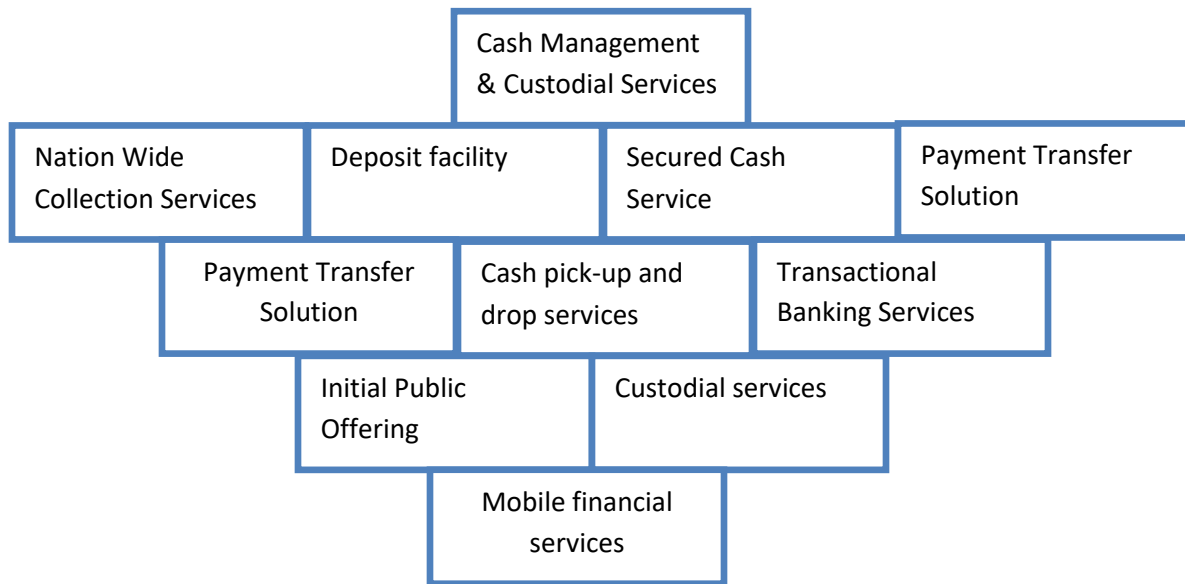 Cash Management
& Custodial Services
Nation Wide
Collection Services
Deposit facility
Secured Cash
Service
Payment Transfer
Solution
Payment Transfer
Solution
Cash pick-up and
drop services
Transactional
Banking Services
Initial Public
Offering
Custodial services
Mobile financial
services